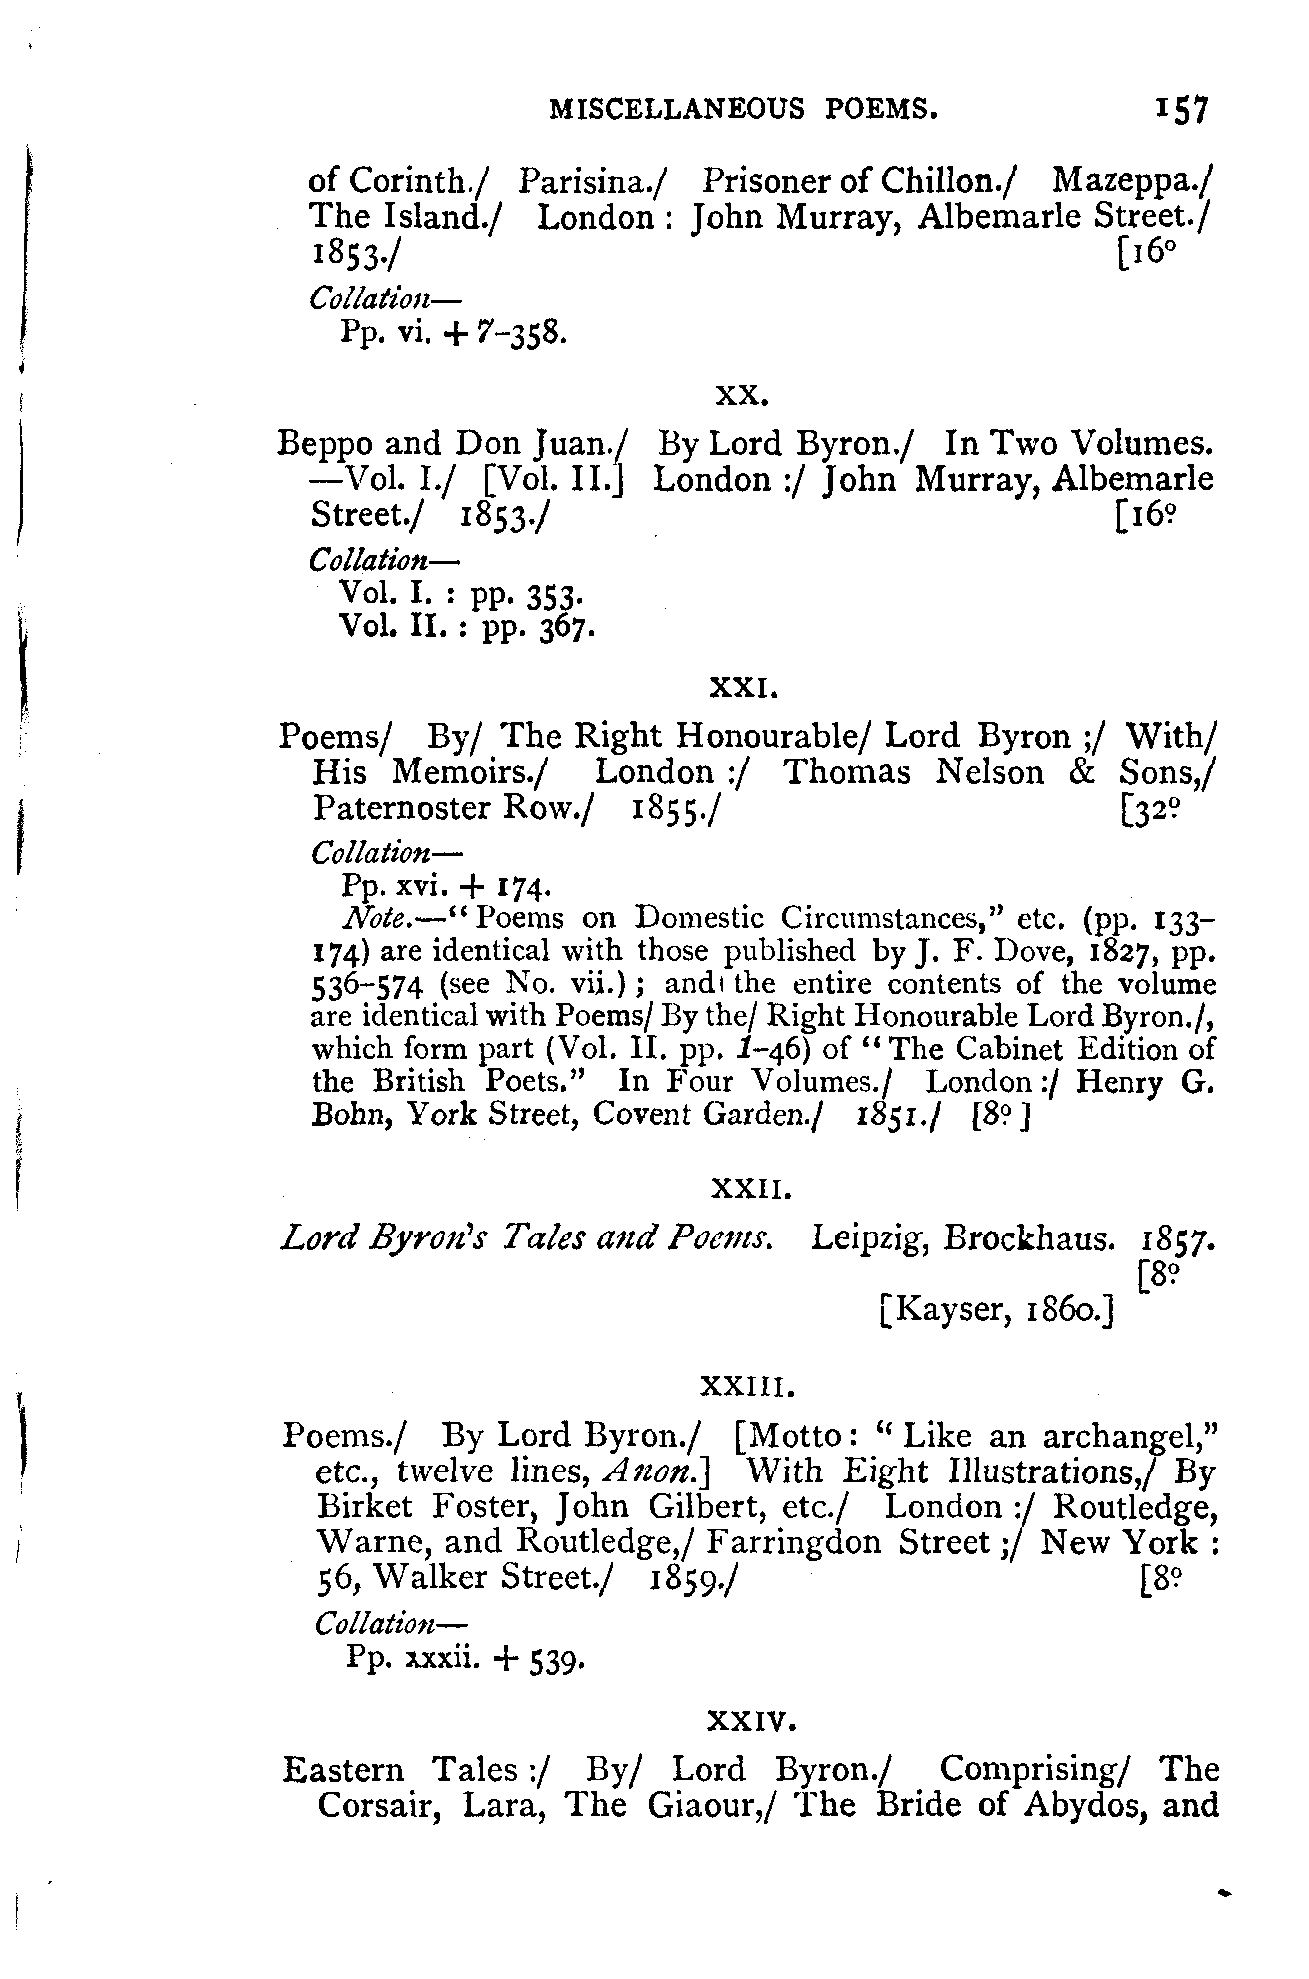 MISCELLANEOUS POEMS. 157
of Corinth./ Parisina./ Prisoner of Chillon./ Mazeppa./
The Island./ London : John Murray, Albemarle Street./
1853./ [16º
Collation—
Pp. vi. + 7–358.
XX.
Beppo and Don Juan./ By Lord Byron./ In Two Volumes.
—Vol. I./ [Vol. II.] London :/ John Murray, Albemarle
Street./ 1853./ [16º
Collation—
Vol. I. : pp. 353.
Vol. II. : pp. 367.
XXI.
Poems/ By/ The Right Honourable/ Lord Byron ;/ With/
His Memoirs./ London :/ Thomas Nelson & Sons,/
Paternoster Row./ 1855./ [32º
Collation—
Pp. xvi. + 174.
Note.—“Poems on Domestic Circumstances,” etc. (pp. 133–
174) are identical with those published by J. F. Dove, 1827, pp.
536–574 (see No. vii.) ; and the entire contents of the volume
are identical with Poems/ By the/ Right Honourable Lord Byron./,
which form part (Vol. II. pp. 1–46) of “The Cabinet Edition of
the British Poets.” In Four Volumes./ London :/ Henry G.
Bohn, York Street, Covent Garden./ 1851./ [8º ]
XXII.
Lord Byron's Tales and Poems. Leipzig, Brockhaus. 1857.
[8º
[Kayser, 1860.]
XXIII.
Poems./ By Lord Byron./ [Motto : “Like an archangel,”
etc., twelve lines, Anon.] With Eight Illustrations,/ By
Birket Foster, John Gilbert, etc./ London :/ Routledge,
Warne, and Routledge,/ Farringdon Street ;/ New York :
56, Walker Street./ 1859./ [8º
Collation—
Pp. xxxii. + 539.
XXIV.
Eastern Tales :/ By/ Lord Byron./ Comprising/ The
Corsair, Lara, The Giaour,/ The Bride of Abydos, and